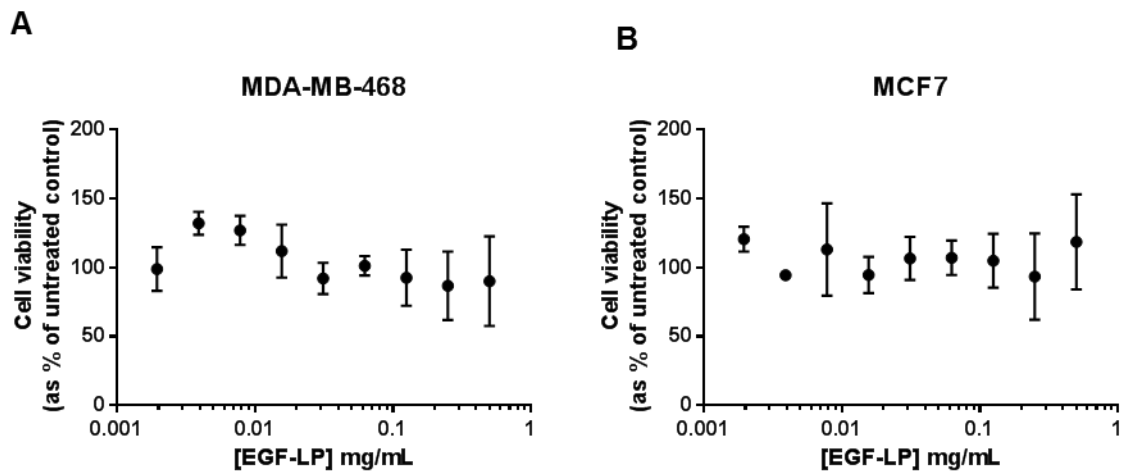 A
MDA-MB-468
200
150
100
50
0
Cell viability
(as % of untreated control)
0.001
0.01
0.1
1
[EGF-LP] mg/mL
B
MCF7
200
150
100
50
0
Cell viability
(as % of untreated control)
0.001
0.01
0.1
1
[EGF-LP] mg/mL